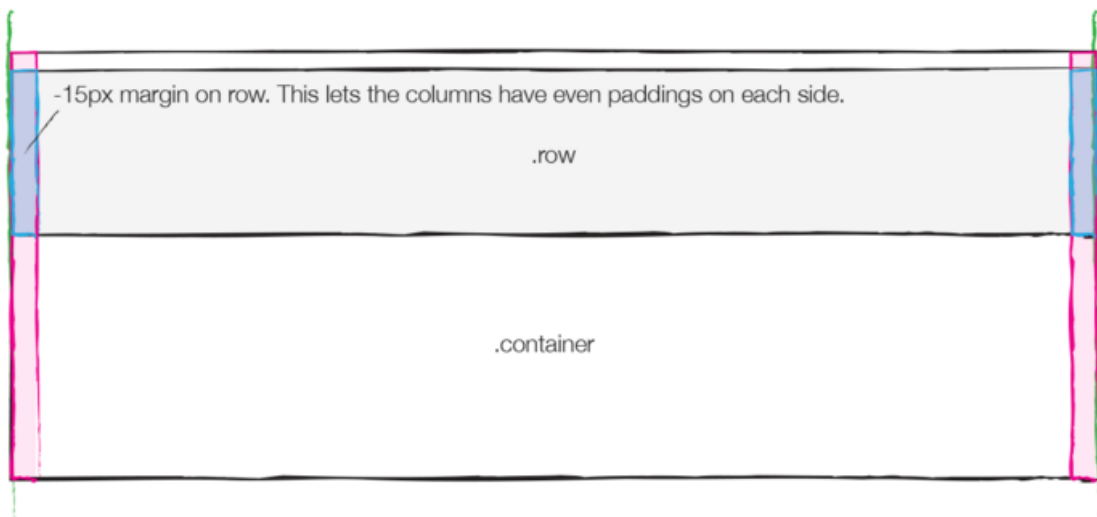 -15px margin on row. This lets the columns have even paddings on each side.
.row
.container